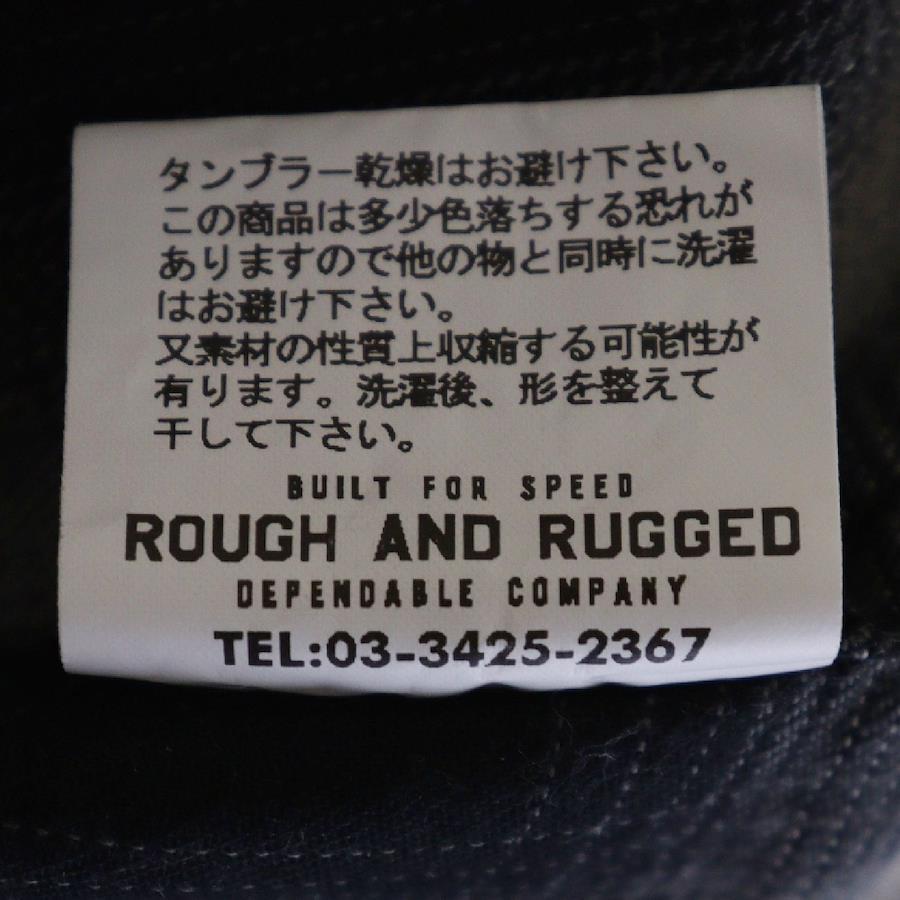 タンブラー乾燥はお避け下さい。
この商品は多少色落ちする恐れが
ありますので他の物と同時に洗濯
はお避け下さい。
又素材の性質上収縮する可能性が
有ります。洗濯後、形を整えて
干して下さい。
BUILT FOR SPEED
ROUGH AND RUGGED
DEPENDABLE COMPANY
TEL:03-3425-2367